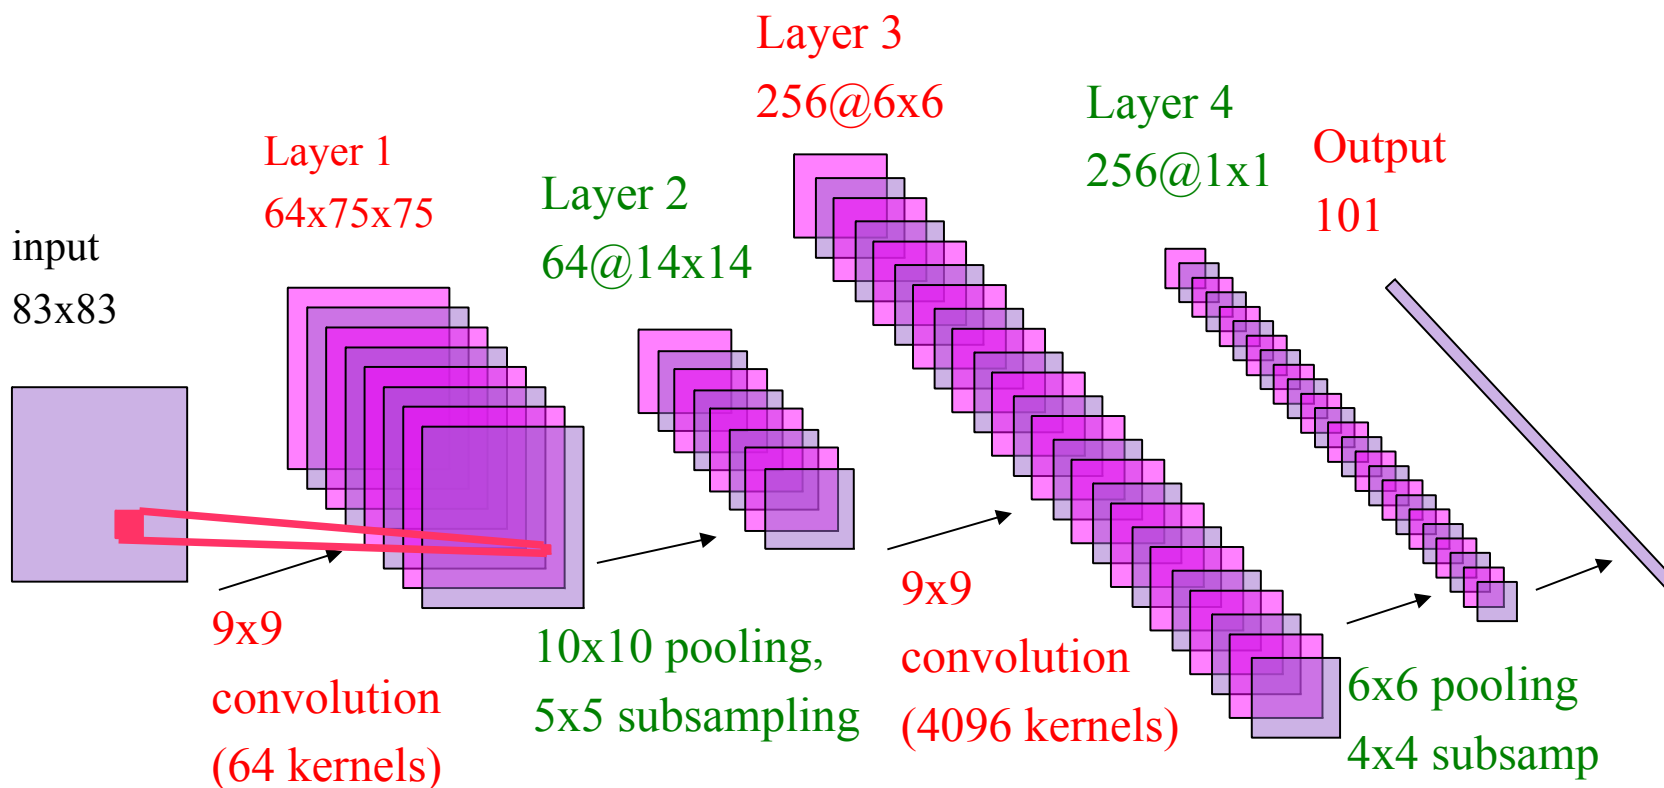 input
83x83
Layer 1
64x75x75
9x9
convolution
(64 kernels)
Layer 2
64@14x14
10x10 pooling,
5x5 subsampling
Layer 3
256@6x6
9x9
convolution
(4096 kernels)
Layer 4
256@1x1
6x6 pooling
4x4 subsamp
Output
101